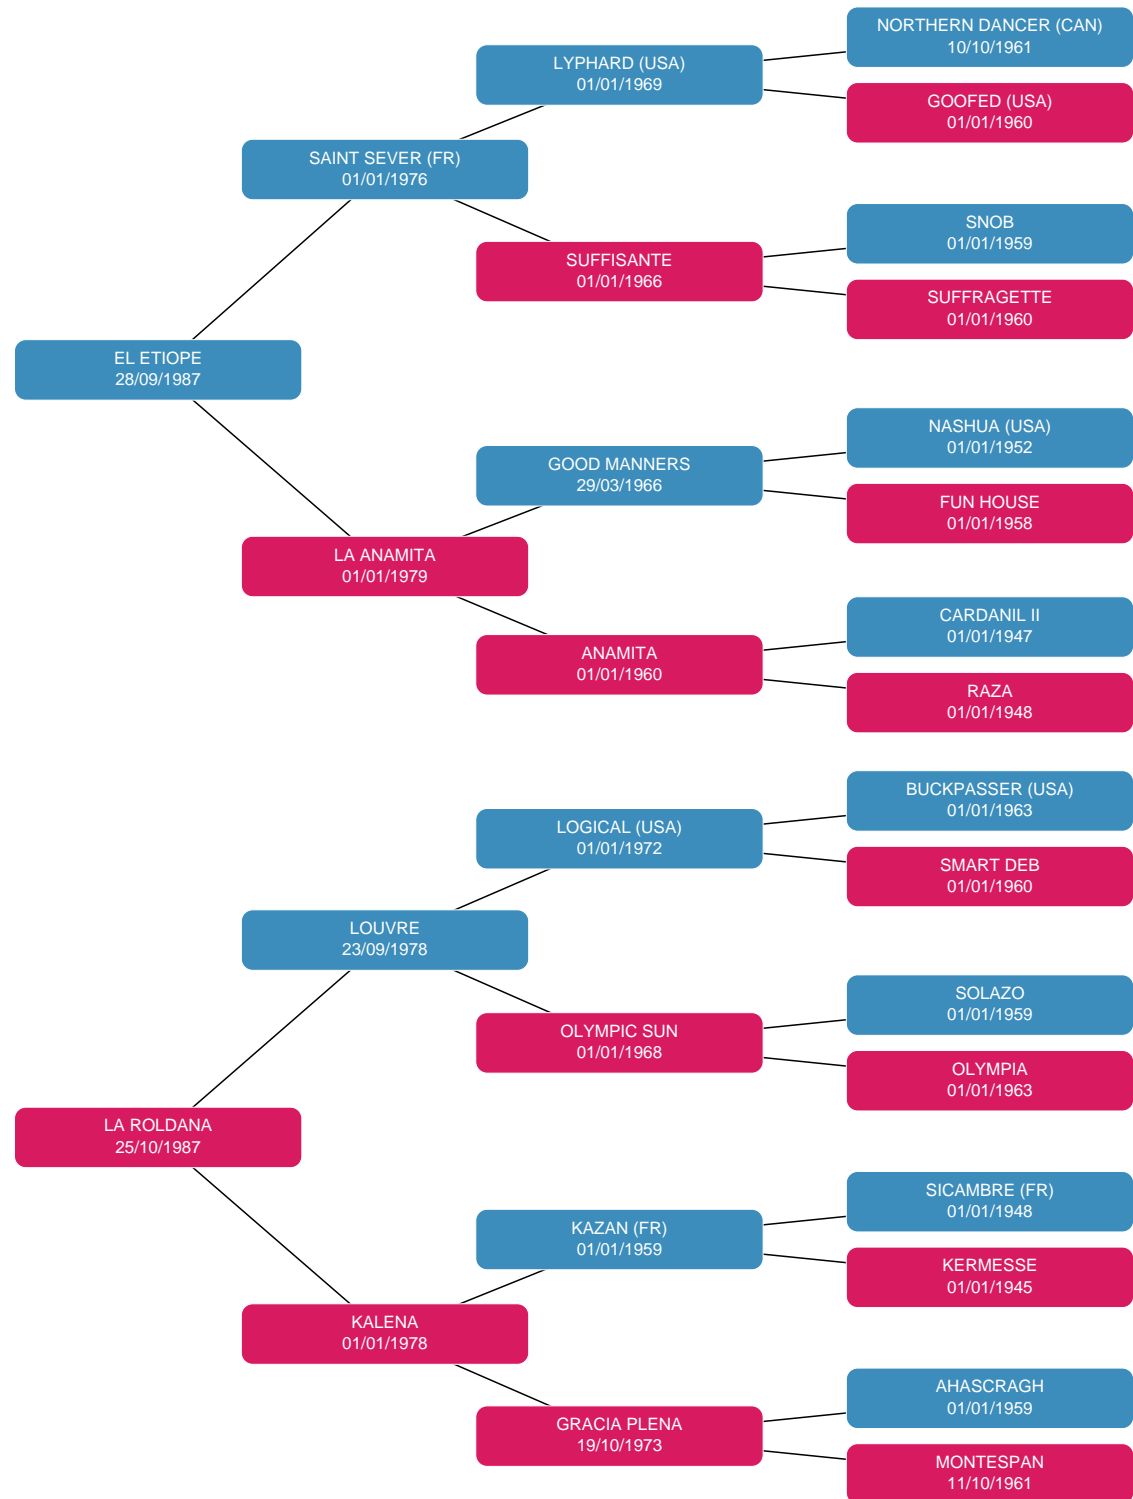 NORTHERN DANCER (CAN)
10/10/1961
LYPHARD (USA)
01/01/1969
GOOFED (USA)
01/01/1960
SAINT SEVER (FR)
01/01/1976
SNOB
01/01/1959
SUFFISANTE
01/01/1966
SUFFRAGETTE
01/01/1960
EL ETIOPE
28/09/1987
NASHUA (USA)
01/01/1952
GOOD MANNERS
29/03/1966
FUN HOUSE
01/01/1958
LA ANAMITA
01/01/1979
CARDANIL II
01/01/1947
ANAMITA
01/01/1960
RAZA
01/01/1948
BUCKPASSER (USA)
01/01/1963
LOGICAL (USA)
01/01/1972
SMART DEB
01/01/1960
LOUVRE
23/09/1978
SOLAZO
01/01/1959
OLYMPIC SUN
01/01/1968
OLYMPIA
01/01/1963
LA ROLDANA
25/10/1987
SICAMBRE (FR)
01/01/1948
KAZAN (FR)
01/01/1959
KERMESSE
01/01/1945
KALENA
01/01/1978
AHASCRAGH
01/01/1959
GRACIA PLENA
19/10/1973
MONTESPAN
11/10/1961